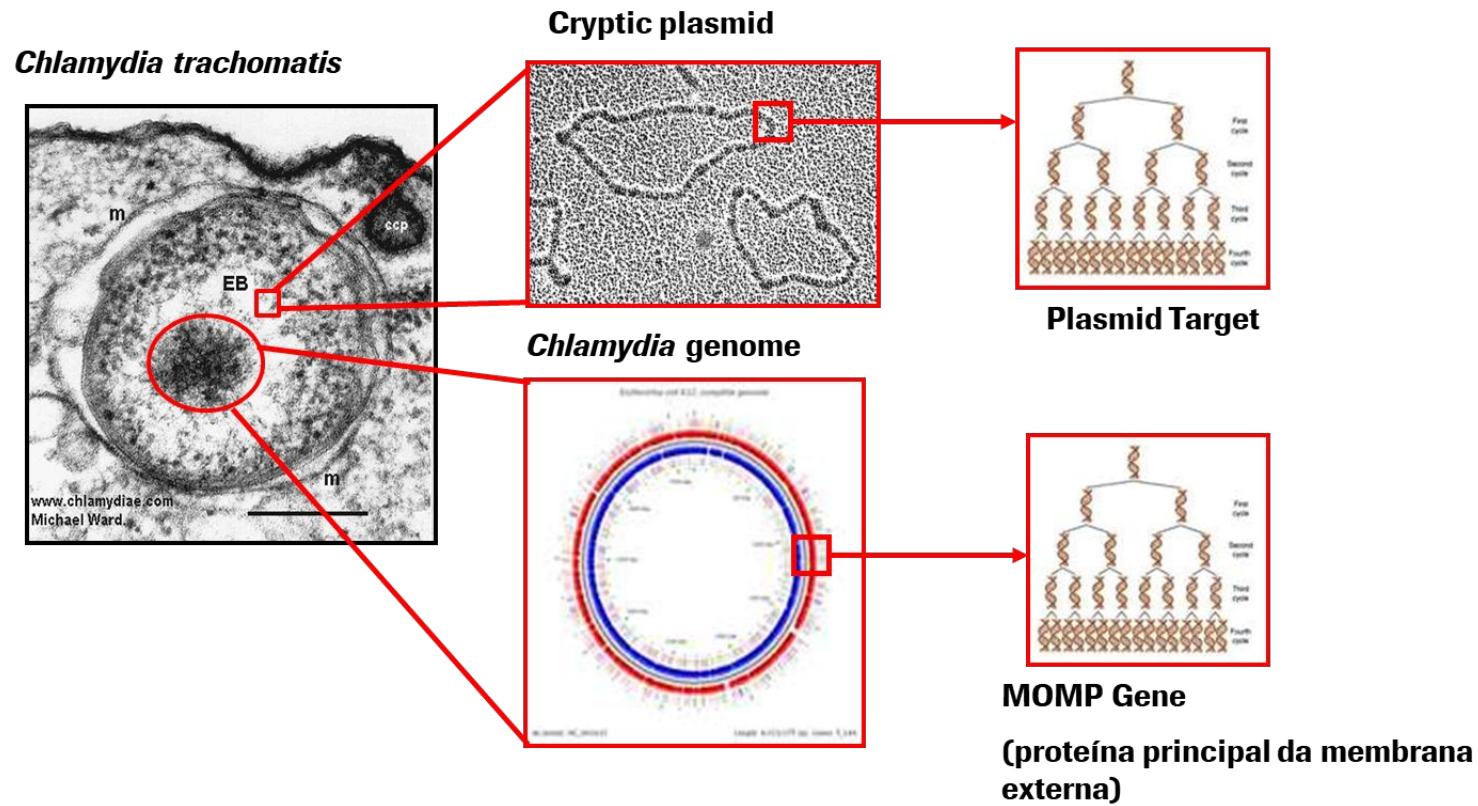 Cryptic plasmid
Chlamydia trachomatis
m
ccp
EB
m
www.chlamydiae.com
Michael Ward.
First
cycle
Second
cycle
Third
cycle
Fourth
cycle
Plasmid Target
Chlamydia genome
complete genome
First
cycle
Second
cycle
Third
cycle
Fourth
cycle
MOMP Gene
(proteína principal da membrana
externa)